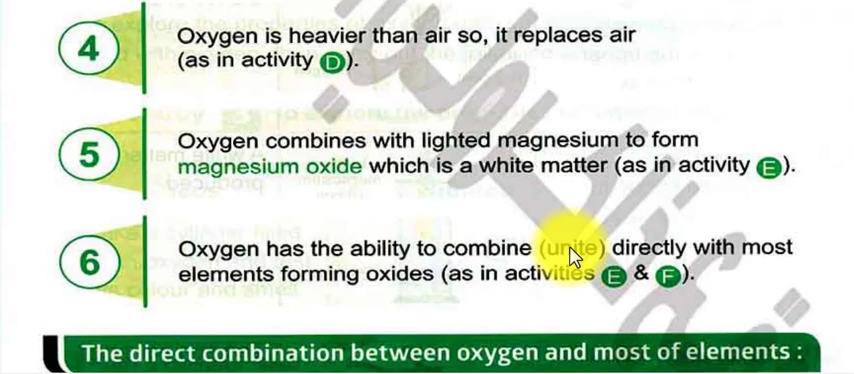 4
Oxygen is heavier than air so, it replaces air
(as in activity D).
5
Oxygen combines with lighted magnesium to form
magnesium oxide which is a white matter (as in activity E).
6
Oxygen has the ability to combine (unite) directly with most
elements forming oxides (as in activities E & F).
The direct combination between oxygen and most of elements :